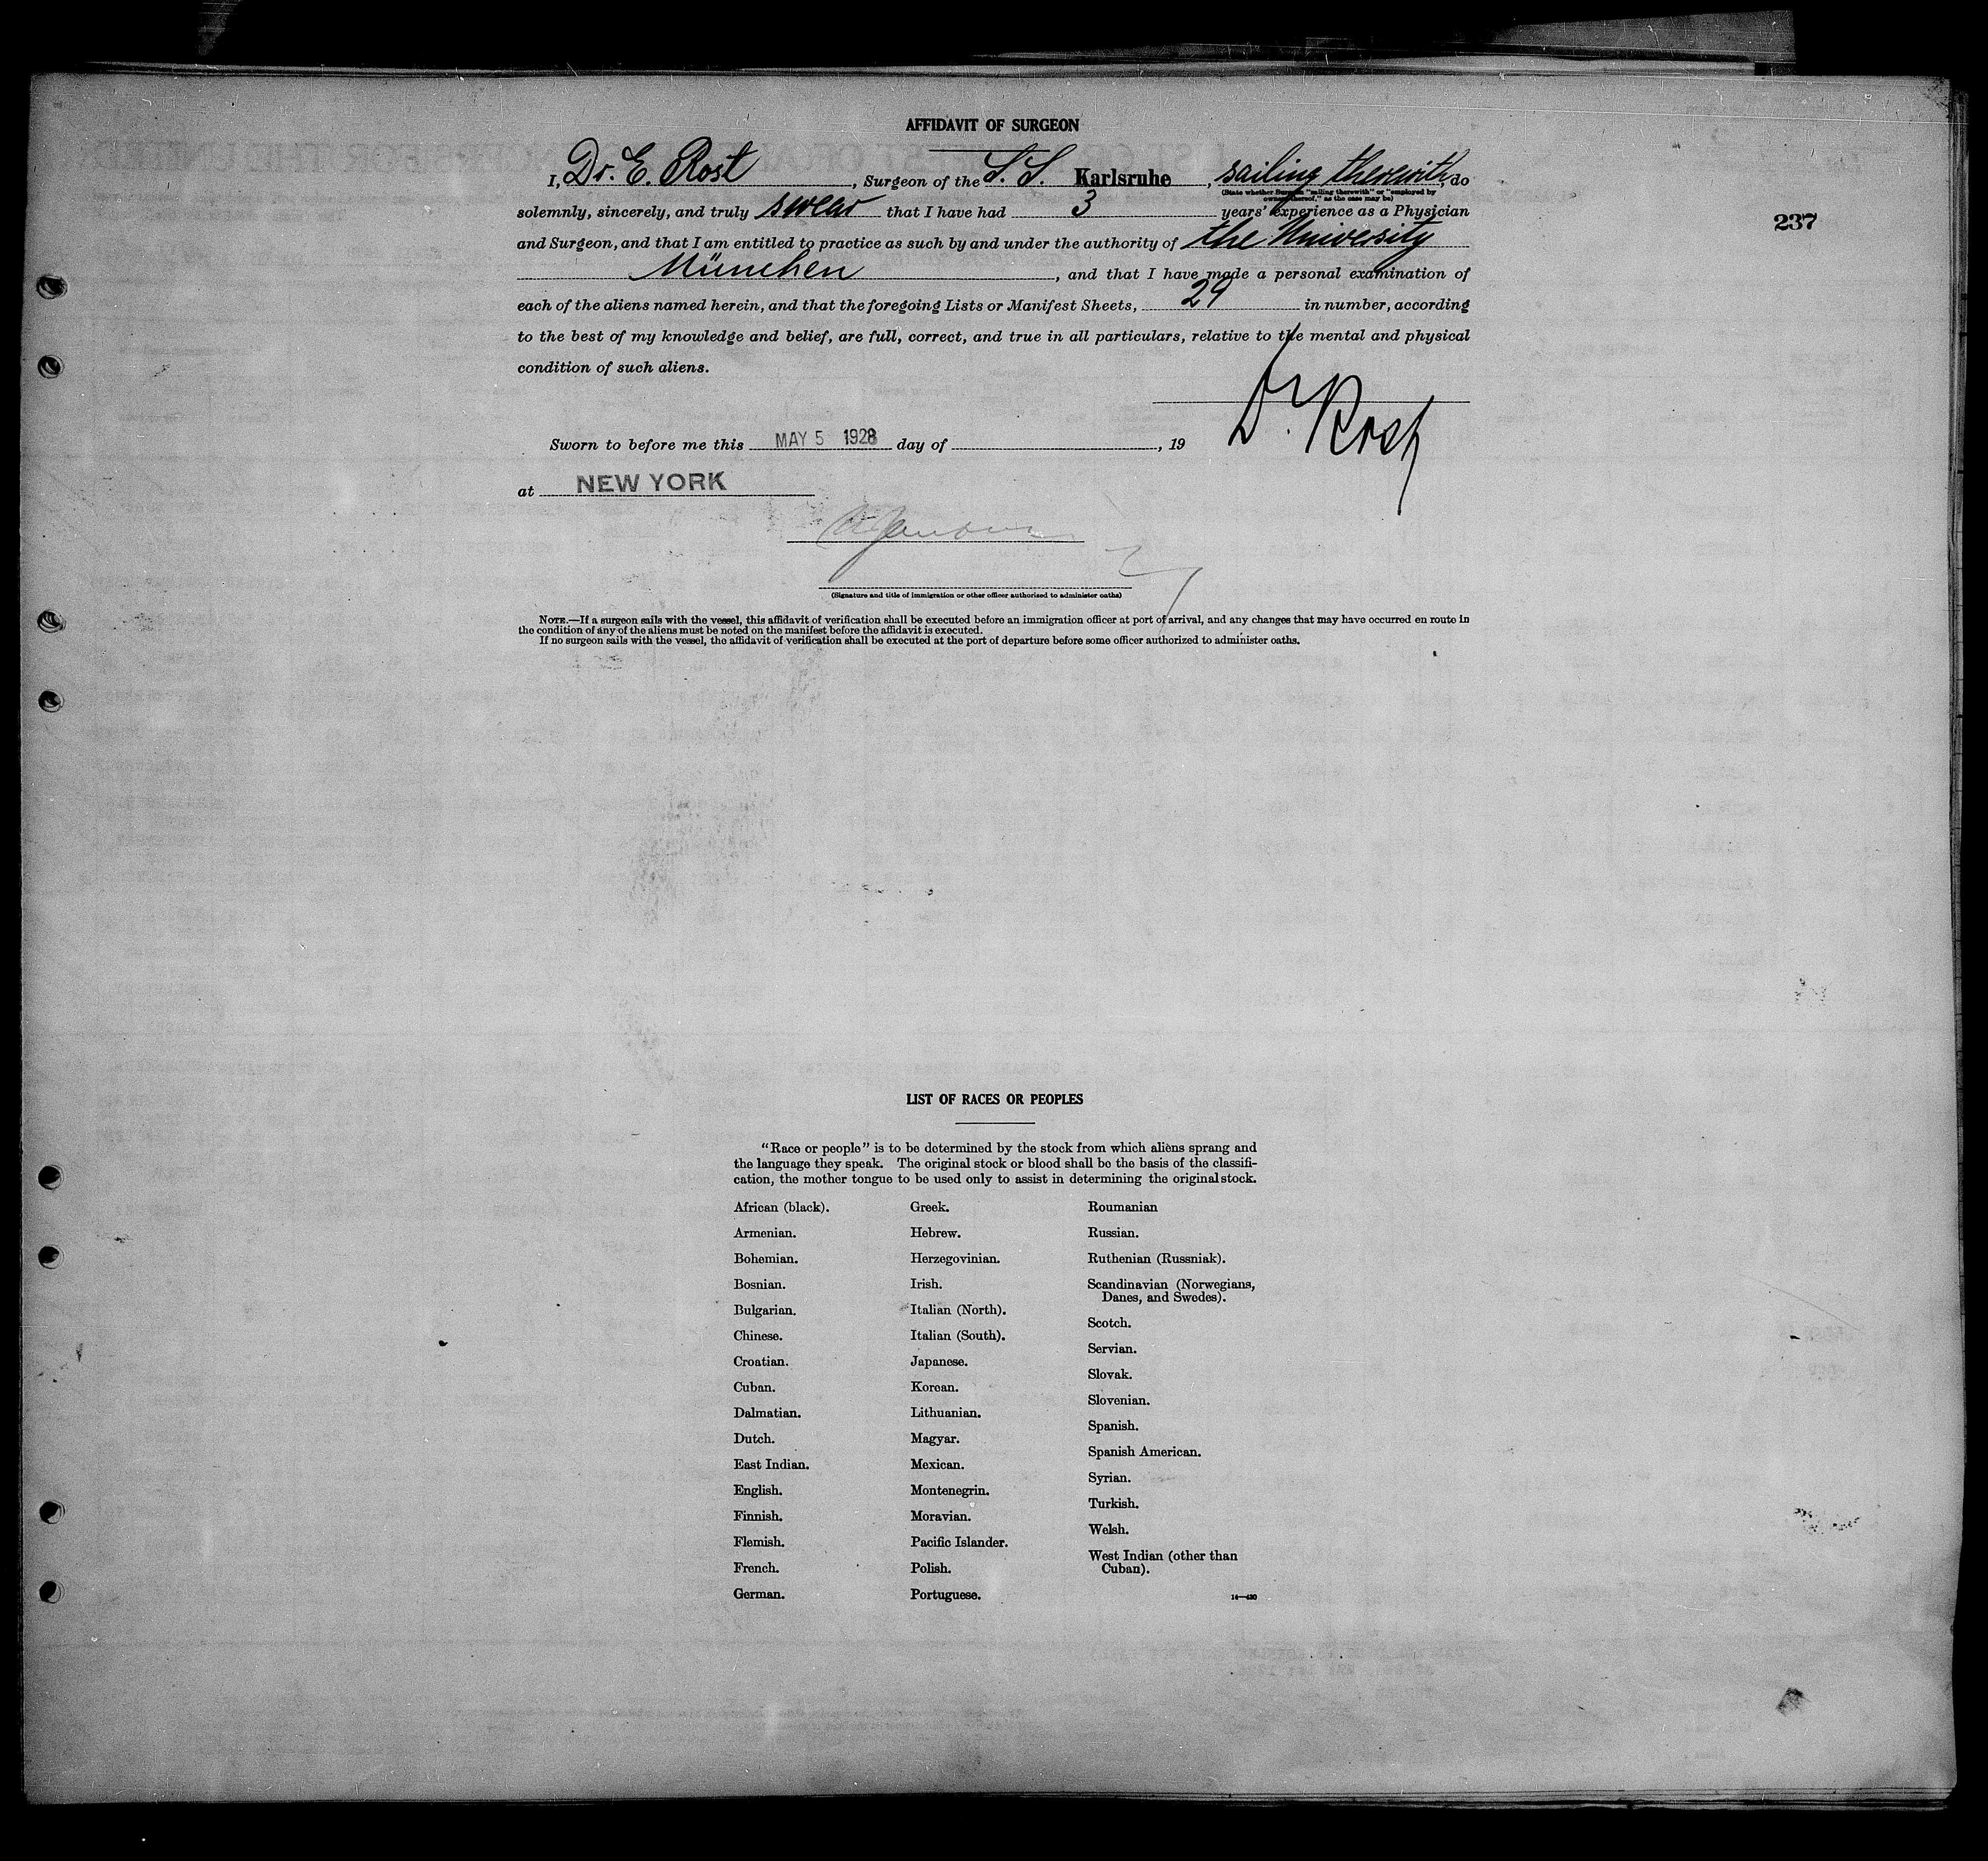 AFFIDAVIT OF SURGEON
I, Dr. E. Rost, Surgeon of the S.S. Karlsruhe, sailing therewith, do
(State whether Surgeon "sailing therewith" or "employed by
owners thereof," as the case may be)
solemnly, sincerely, and truly swear that I have had 3 years' experience as a Physician
237
and Surgeon, and that I am entitled to practice as such by and under the authority of the University
München, and that I have made a personal examination of
each of the aliens named herein, and that the foregoing Lists or Manifest Sheets, 29 in number, according
to the best of my knowledge and belief, are full, correct, and true in all particulars, relative to the mental and physical
condition of such aliens.
Dr. Rost
Sworn to before me this MAY 5 1928 day of , 19
at NEW YORK
(Signature and title of immigration or other officer authorized to administer oaths)
NOTE.—If a surgeon sails with the vessel, this affidavit of verification shall be executed before an immigration officer at port of arrival, and any changes that may have occurred en route in
the condition of any of the aliens must be noted on the manifest before the affidavit is executed.
If no surgeon sails with the vessel, the affidavit of verification shall be executed at the port of departure before some officer authorized to administer oaths.
LIST OF RACES OR PEOPLES
"Race or people" is to be determined by the stock from which aliens sprang and
the language they speak. The original stock or blood shall be the basis of the classifi-
cation, the mother tongue to be used only to assist in determining the original stock.
African (black).
Armenian.
Bohemian.
Bosnian.
Bulgarian.
Chinese.
Croatian.
Cuban.
Dalmatian.
Dutch.
East Indian.
English.
Finnish.
Flemish.
French.
German.
Greek.
Hebrew.
Herzegovinian.
Irish.
Italian (North).
Italian (South).
Japanese.
Korean.
Lithuanian.
Magyar.
Mexican.
Montenegrin.
Moravian.
Pacific Islander.
Polish.
Portuguese.
Roumanian
Russian.
Ruthenian (Russniak).
Scandinavian (Norwegians,
Danes, and Swedes).
Scotch.
Servian.
Slovak.
Slovenian.
Spanish.
Spanish American.
Syrian.
Turkish.
Welsh.
West Indian (other than
Cuban).
14—430